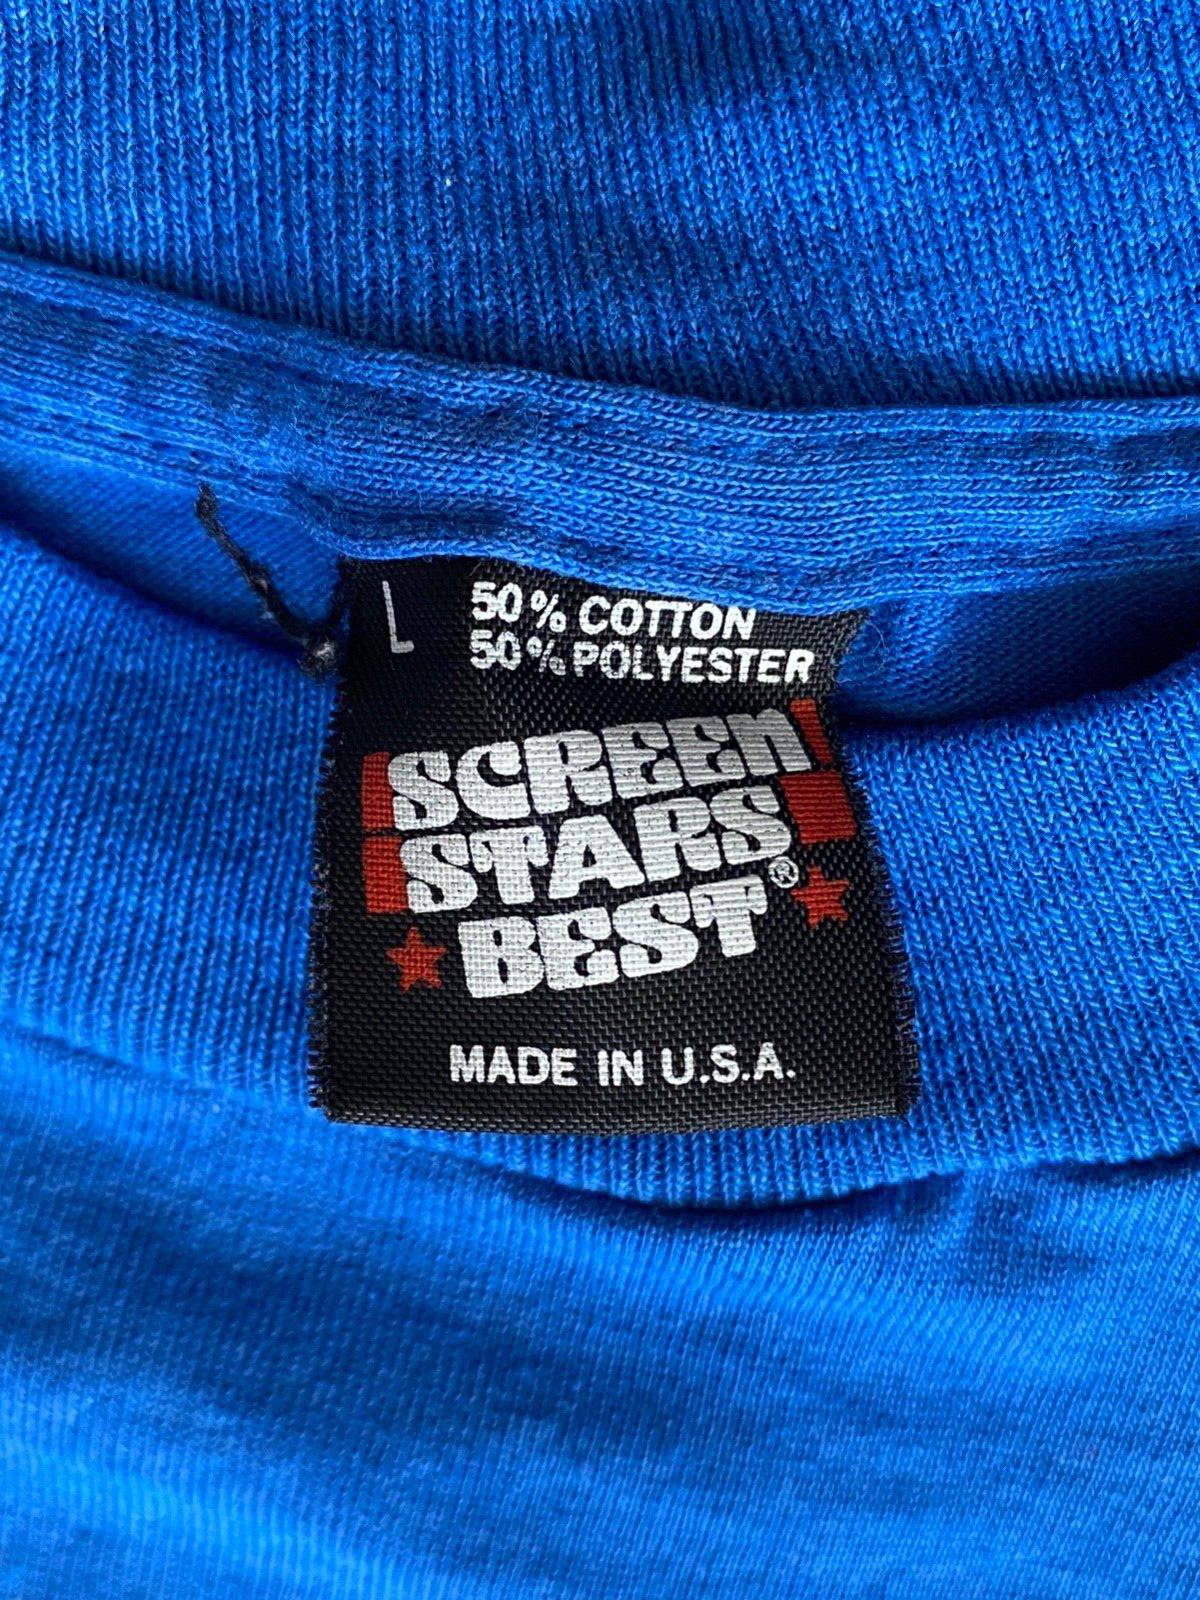 L
50% COTTON
50% POLYESTER
SCREEN
STARS
BEST®
MADE IN U.S.A.